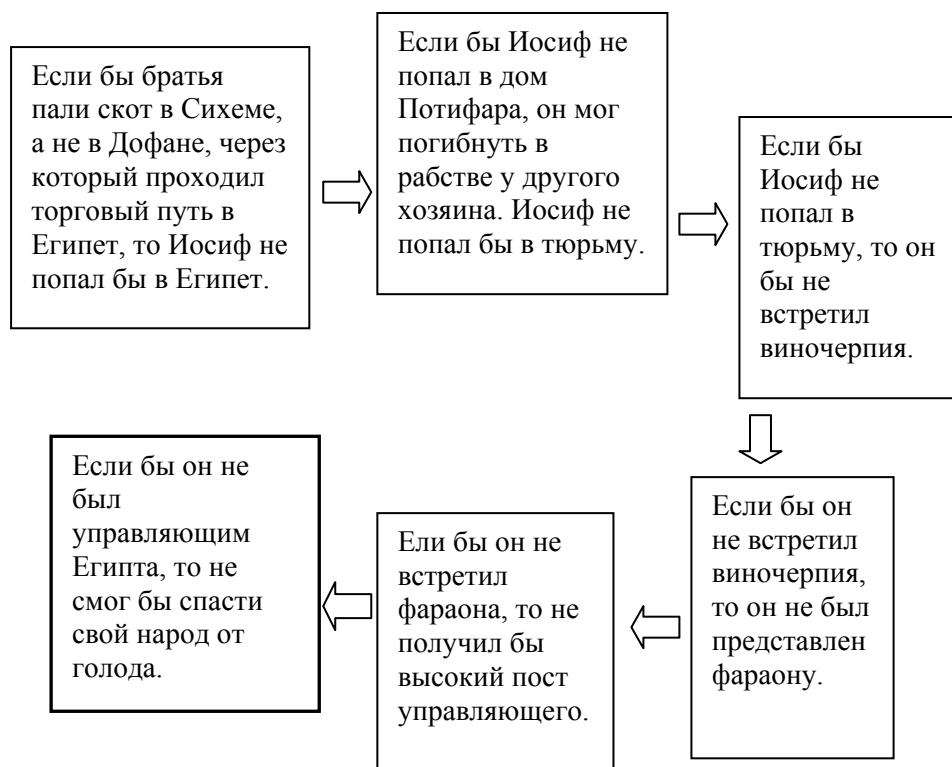 Если бы братья
пали скот в Сихеме,
а не в Дофане, через
который проходил
торговый путь в
Египет, то Иосиф не
попал бы в Египет.
Если бы Иосиф не
попал в дом
Потифара, он мог
погибнуть в
рабстве у другого
хозяина. Иосиф не
попал бы в тюрьму.
Если бы
Иосиф не
попал в
тюрьму, то он
бы не
встретил
виночерпия.
Если бы он
не встретил
виночерпия,
то он не был
представлен
фараону.
Ели бы он не
встретил
фараона, то не
получил бы
высокий пост
управляющего.
Если бы он не
был
управляющим
Египта, то не
смог бы спасти
свой народ от
голода.